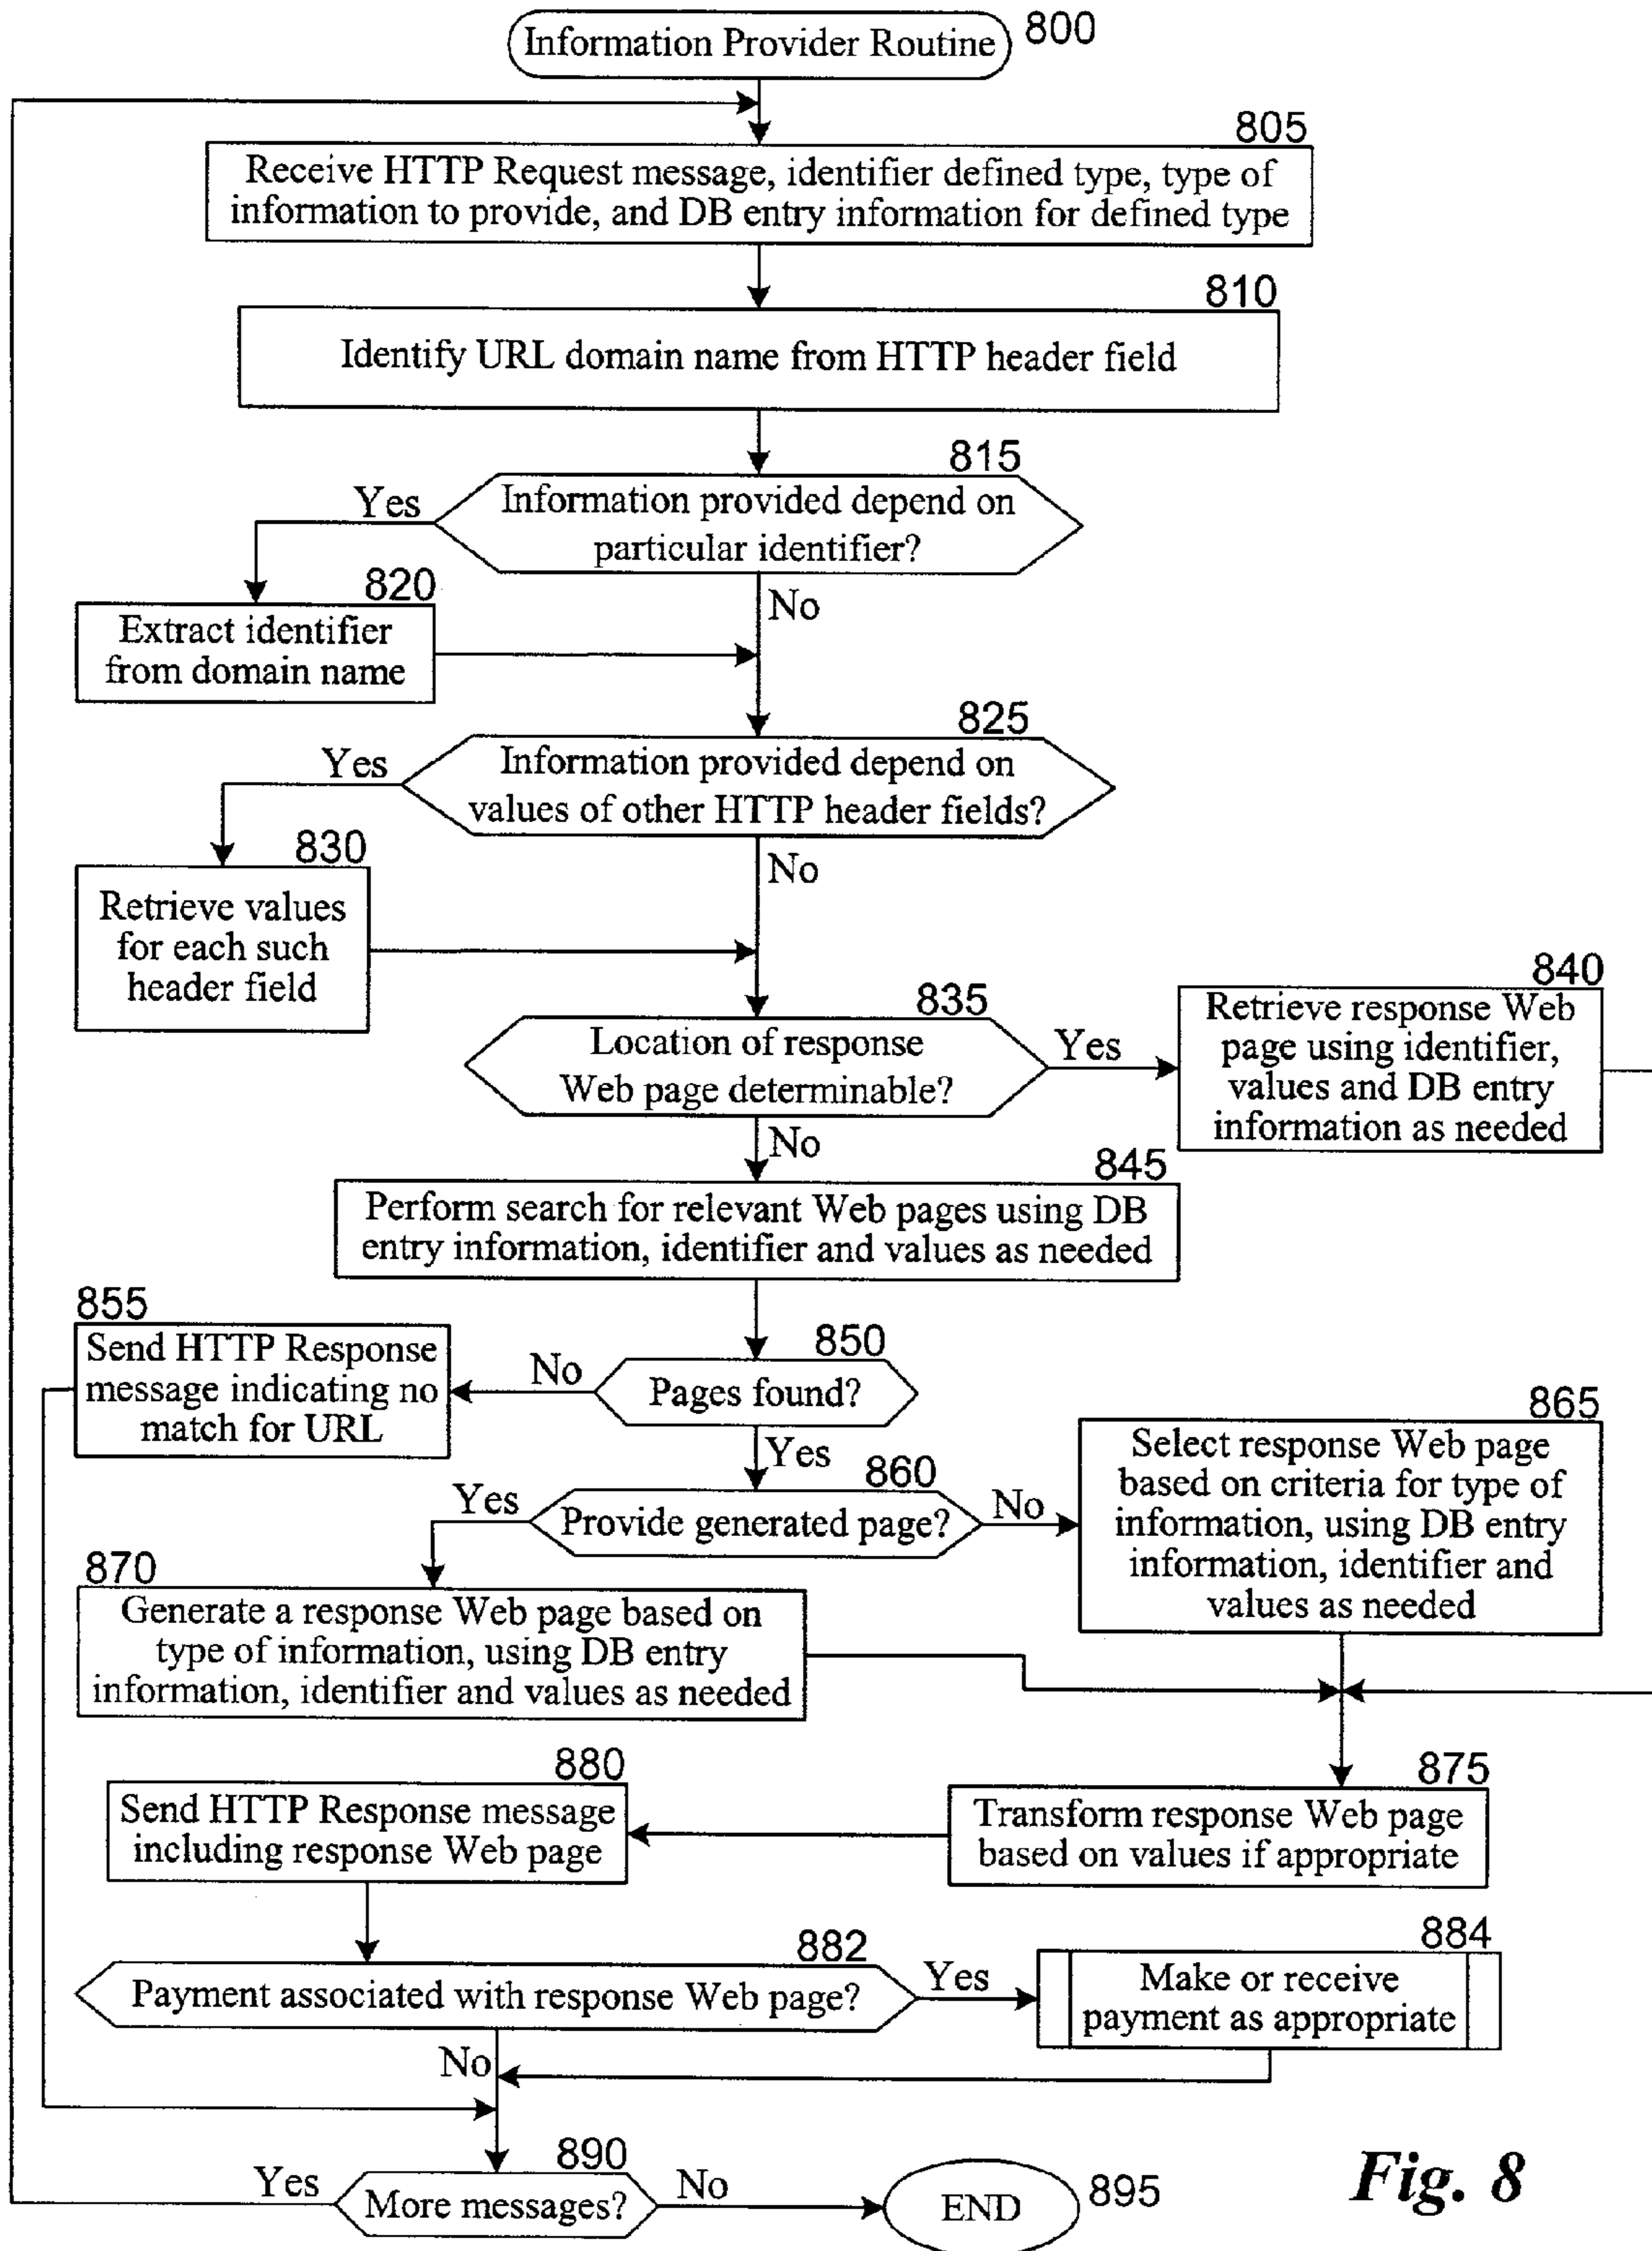 Information Provider Routine
800
805
Receive HTTP Request message, identifier defined type, type of
information to provide, and DB entry information for defined type
810
Identify URL domain name from HTTP header field
815
Information provided depend on
particular identifier?
Yes
No
820
Extract identifier
from domain name
825
Information provided depend on
values of other HTTP header fields?
Yes
No
830
Retrieve values
for each such
header field
835
Location of response
Web page determinable?
Yes
No
840
Retrieve response Web
page using identifier,
values and DB entry
information as needed
845
Perform search for relevant Web pages using DB
entry information, identifier and values as needed
850
Pages found?
No
Yes
855
Send HTTP Response
message indicating no
match for URL
860
Provide generated page?
Yes
No
865
Select response Web page
based on criteria for type of
information, using DB entry
information, identifier and
values as needed
870
Generate a response Web page based on
type of information, using DB entry
information, identifier and values as needed
875
Transform response Web page
based on values if appropriate
880
Send HTTP Response message
including response Web page
882
Payment associated with response Web page?
Yes
No
884
Make or receive
payment as appropriate
890
More messages?
Yes
No
END
895
Fig. 8